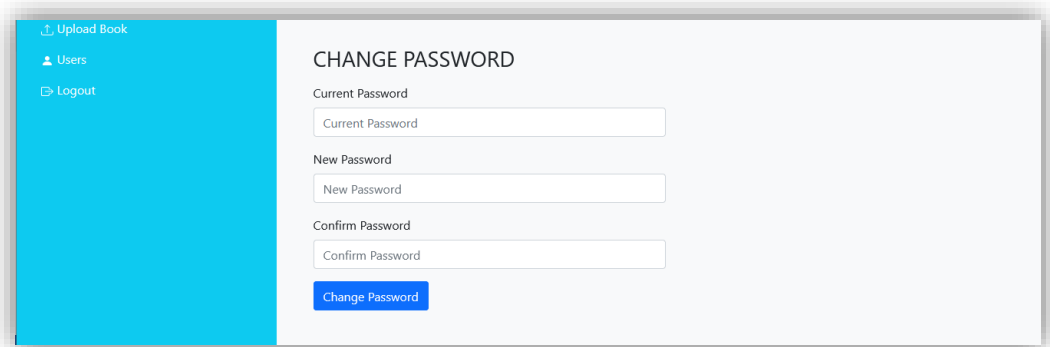 Upload Book
Users
Logout
CHANGE PASSWORD
Current Password
Current Password
New Password
New Password
Confirm Password
Confirm Password
Change Password